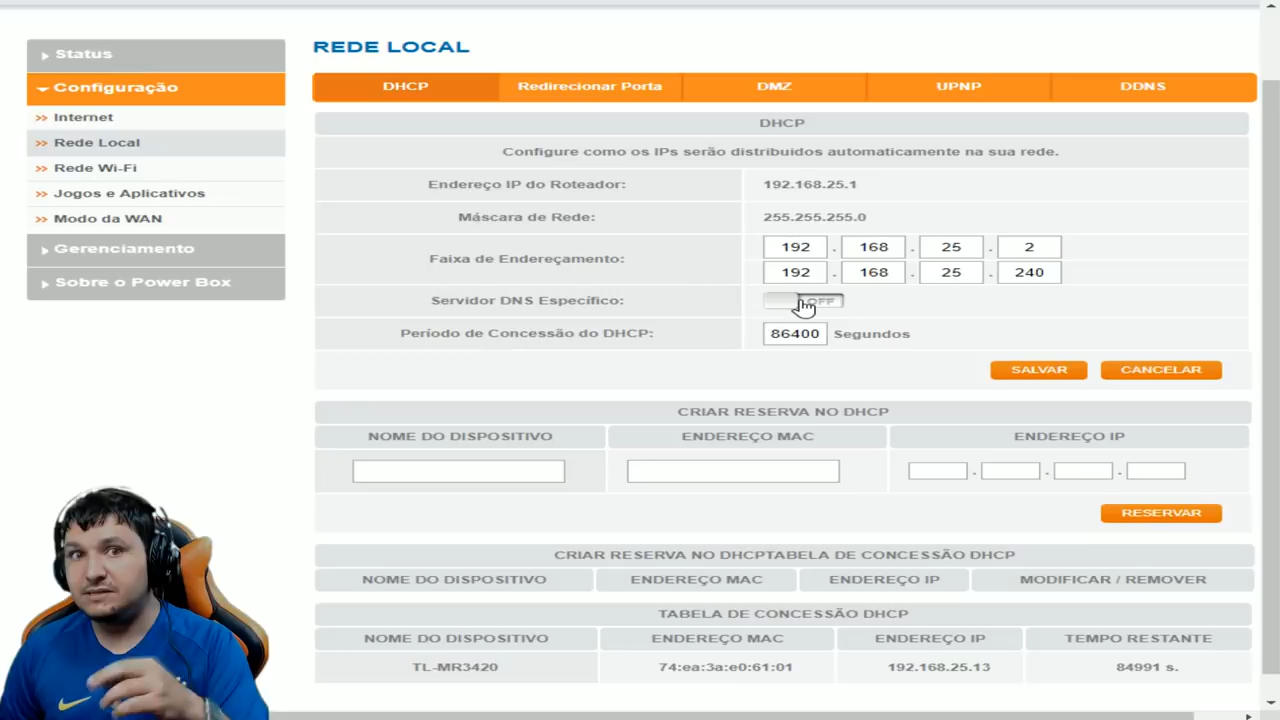 REDE LOCAL
Status
Configuração
Internet
Rede Local
Rede Wi-Fi
Jogos e Aplicativos
Modo da WAN
Gerenciamento
Sobre o Power Box
DHCP Redirecionar Porta DMZ UPNP DDNS
DHCP
Configure como os IPs serão distribuidos automaticamente na sua rede.
Endereço IP do Roteador: 192.168.25.1
Máscara de Rede: 255.255.255.0
Faixa de Endereçamento: 192 . 168 . 25 . 2
192 . 168 . 25 . 240
Servidor DNS Específico: OFF
Período de Concessão do DHCP: 86400 Segundos
SALVAR CANCELAR
CRIAR RESERVA NO DHCP
NOME DO DISPOSITIVO ENDEREÇO MAC ENDEREÇO IP
. . .
RESERVAR
CRIAR RESERVA NO DHCPTABELA DE CONCESSÃO DHCP
NOME DO DISPOSITIVO ENDEREÇO MAC ENDEREÇO IP MODIFICAR / REMOVER
TABELA DE CONCESSÃO DHCP
NOME DO DISPOSITIVO ENDEREÇO MAC ENDEREÇO IP TEMPO RESTANTE
TL-MR3420 74:ea:3a:e0:61:01 192.168.25.13 84991 s.